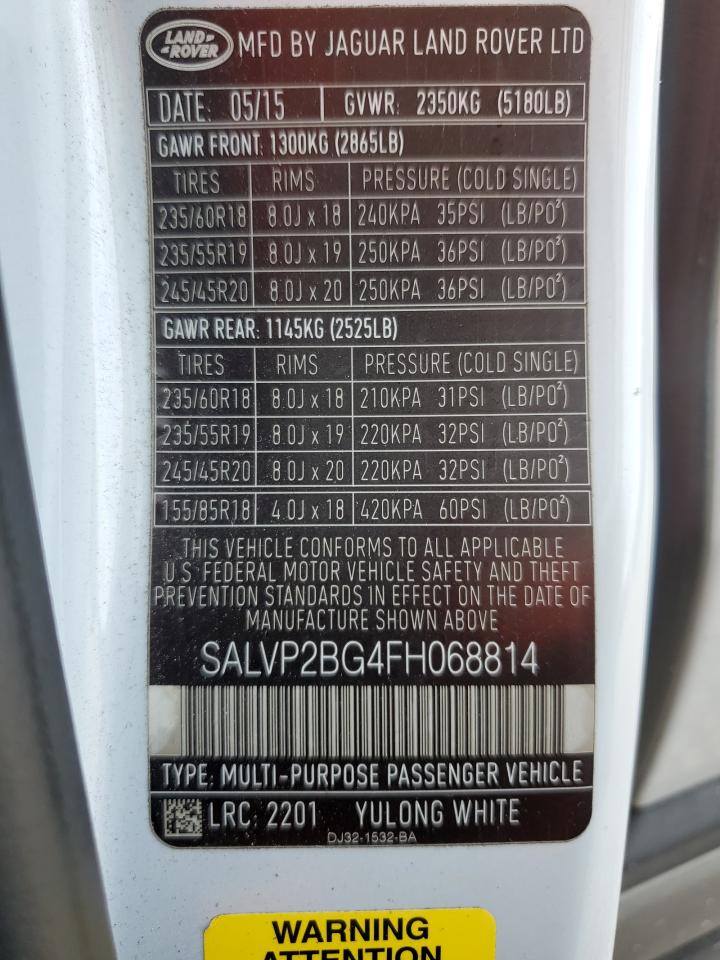 LAND-
-ROVER
MFD BY JAGUAR LAND ROVER LTD
DATE: 05/15 GVWR: 2350KG (5180LB)
GAWR FRONT: 1300KG (2865LB)
TIRES RIMS PRESSURE (COLD SINGLE)
235/60R18 8.0J x 18 240KPA 35PSI (LB/PO²)
235/55R19 8.0J x 19 250KPA 36PSI (LB/PO²)
245/45R20 8.0J x 20 250KPA 36PSI (LB/PO²)
GAWR REAR: 1145KG (2525LB)
TIRES RIMS PRESSURE (COLD SINGLE)
235/60R18 8.0J x 18 210KPA 31PSI (LB/PO²)
235/55R19 8.0J x 19 220KPA 32PSI (LB/PO²)
245/45R20 8.0J x 20 220KPA 32PSI (LB/PO²)
155/85R18 4.0J x 18 420KPA 60PSI (LB/PO²)
THIS VEHICLE CONFORMS TO ALL APPLICABLE
U.S. FEDERAL MOTOR VEHICLE SAFETY AND THEFT
PREVENTION STANDARDS IN EFFECT ON THE DATE OF
MANUFACTURE SHOWN ABOVE
SALVP2BG4FH068814
TYPE: MULTI-PURPOSE PASSENGER VEHICLE
LRC: 2201 YULONG WHITE
DJ32-1532-BA
WARNING
ATTENTION